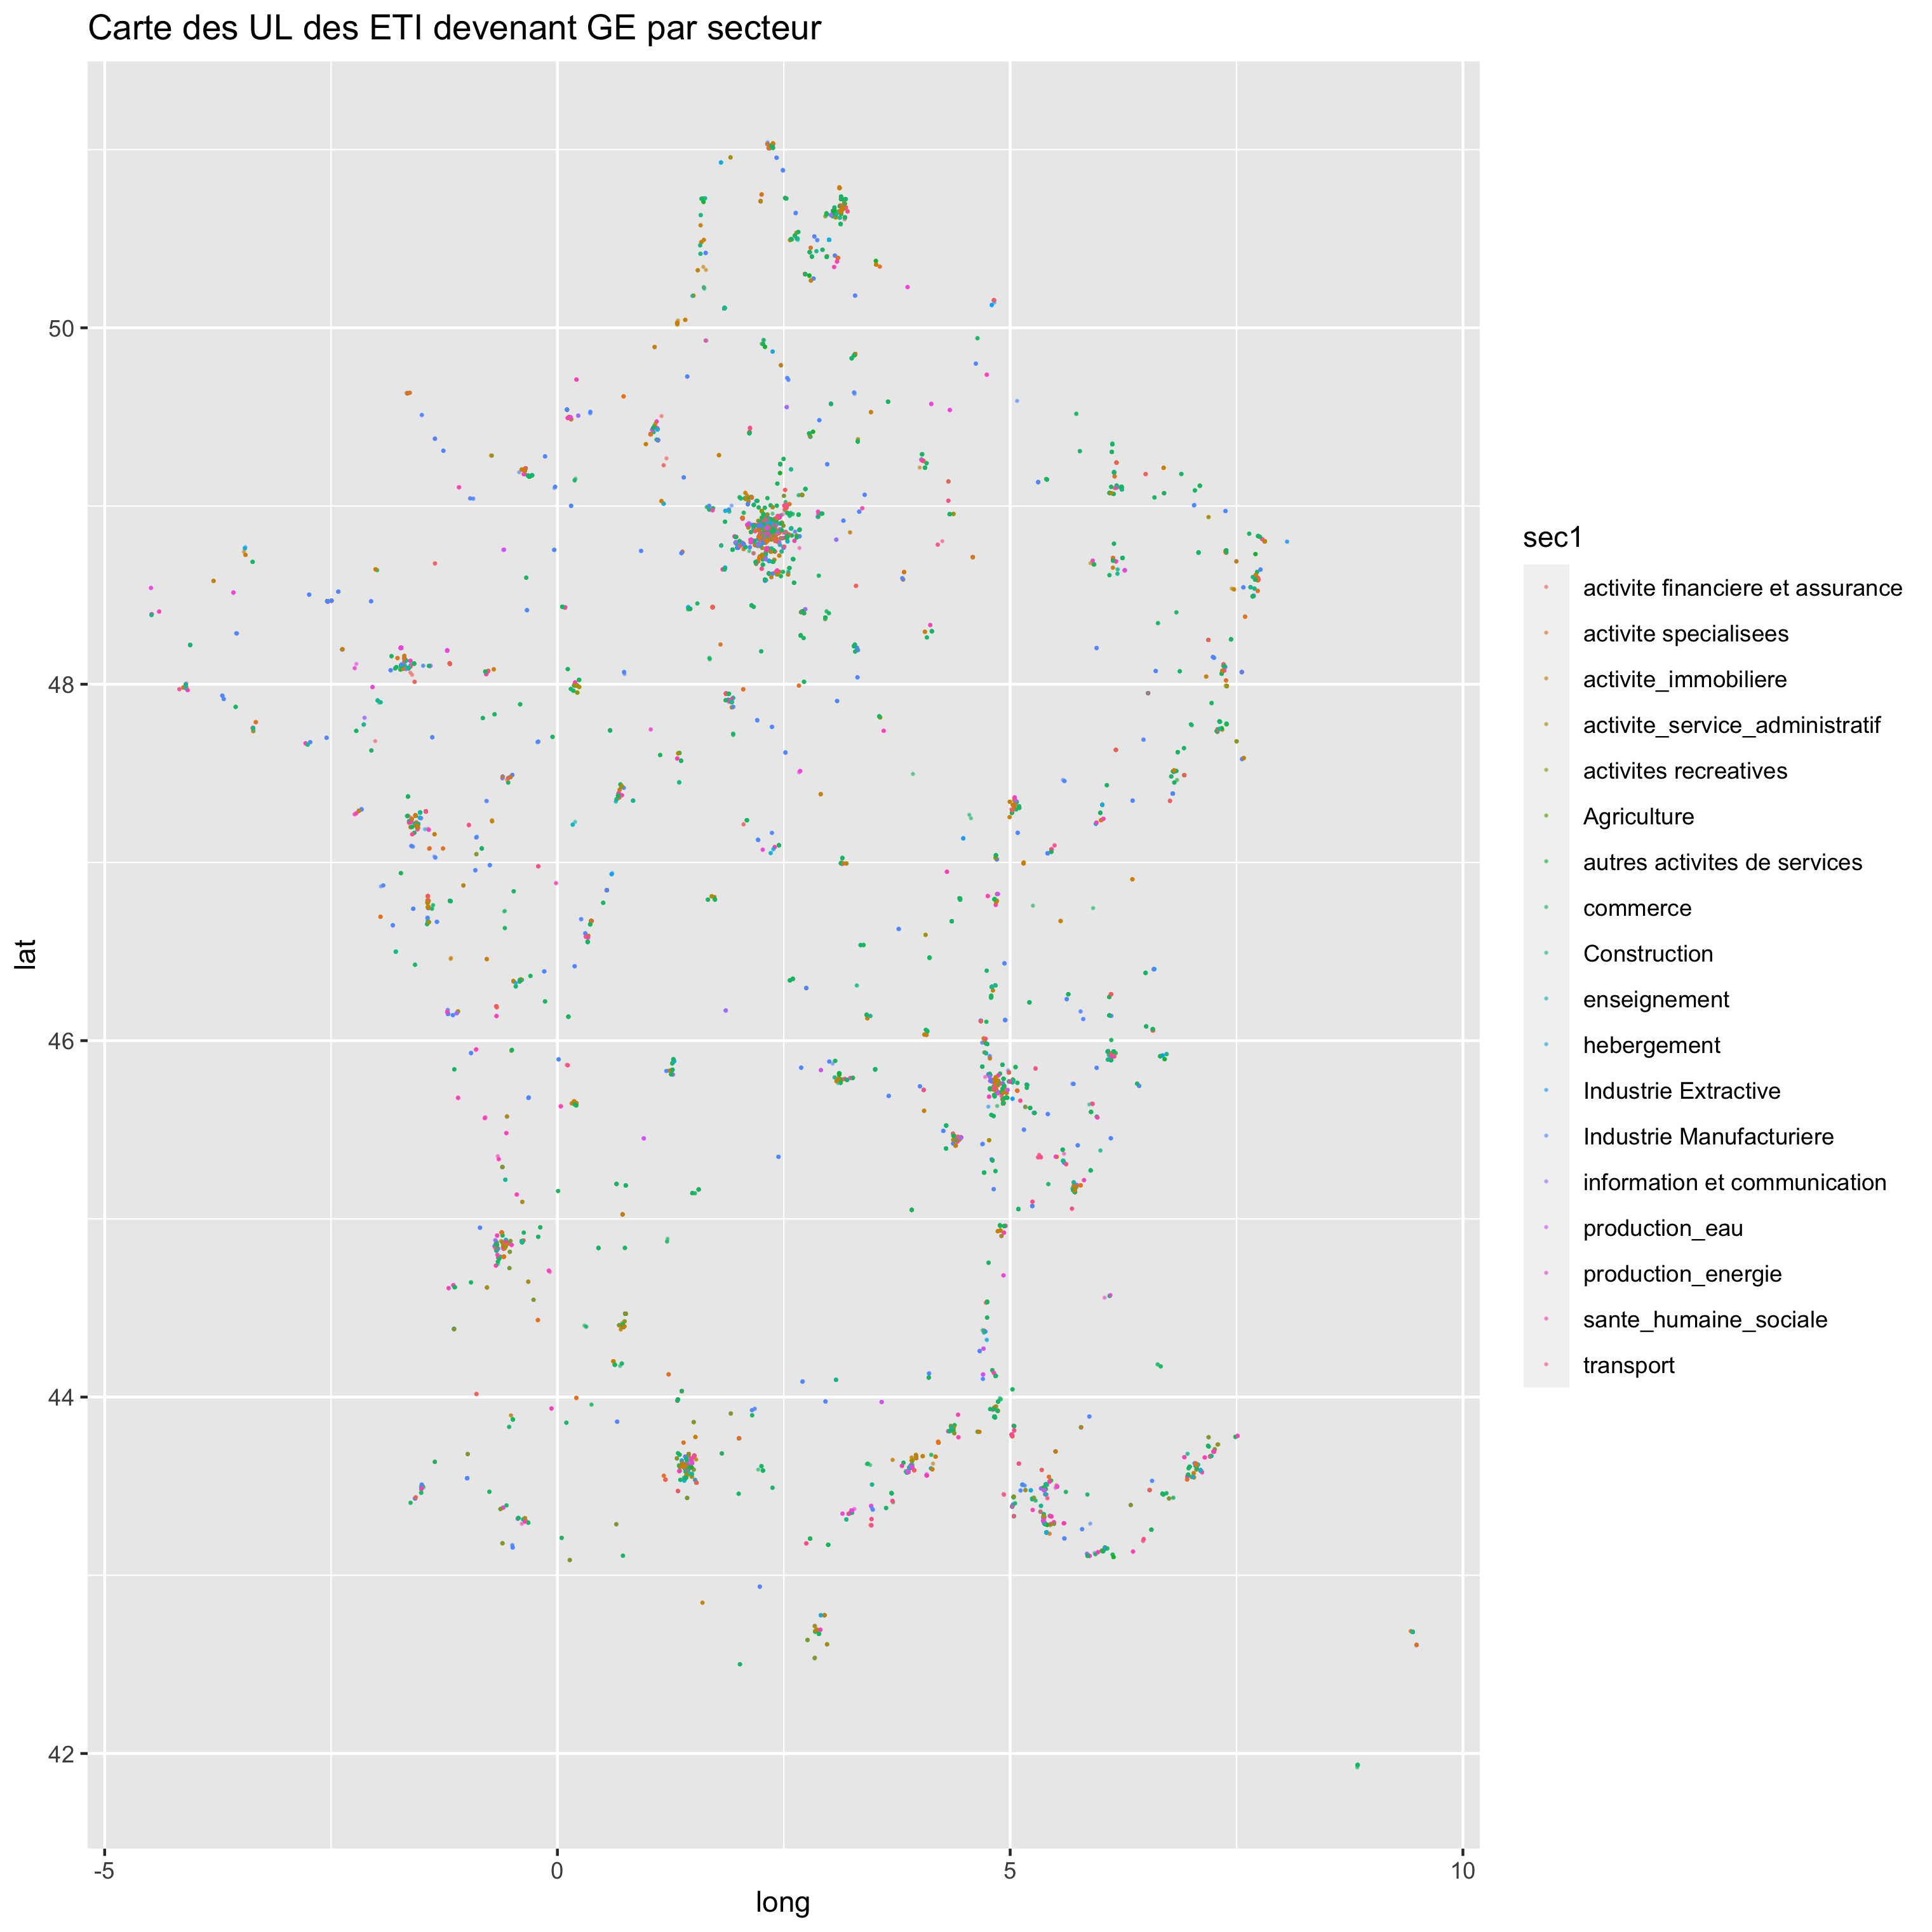 Carte des UL des ETI devenant GE par secteur
50
48
46
44
42
lat
-5
0
5
10
long
sec1
activite financiere et assurance
activite specialisees
activite_immobiliere
activite_service_administratif
activites recreatives
Agriculture
autres activites de services
commerce
Construction
enseignement
hebergement
Industrie Extractive
Industrie Manufacturiere
information et communication
production_eau
production_energie
sante_humaine_sociale
transport